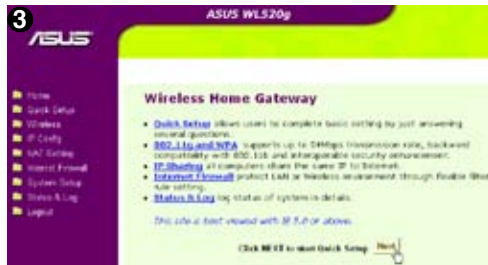 3
ASUS WL520g
ASUS
Home
Quick Setup
Wireless
IP Config
NAT Setting
Internet Firewall
System Setup
Status & Log
Logout
Wireless Home Gateway
• Quick Setup allows users to complete basic setting by just answering
several questions.
• 802.11g and WPA supports up to 54Mbps transmission rate, backward
compatibility with 802.11b and interoperable security enhancement.
• IP Sharing all computers share the same IP to Internet.
• Internet Firewall protect LAN or Wireless environment through flexible filter
rule setting.
• Status & Log log status of system in details.
This site is best viewed with IE 5.0 or above.
Click NEXT to start Quick Setup Next